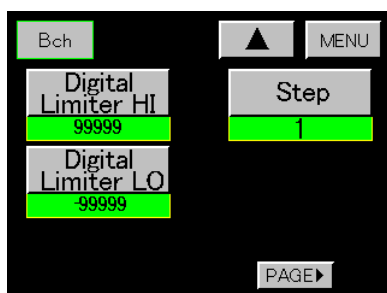 Bch
▲
MENU
Digital
Limiter HI
99999
Step
1
Digital
Limiter LO
-99999
PAGE▶